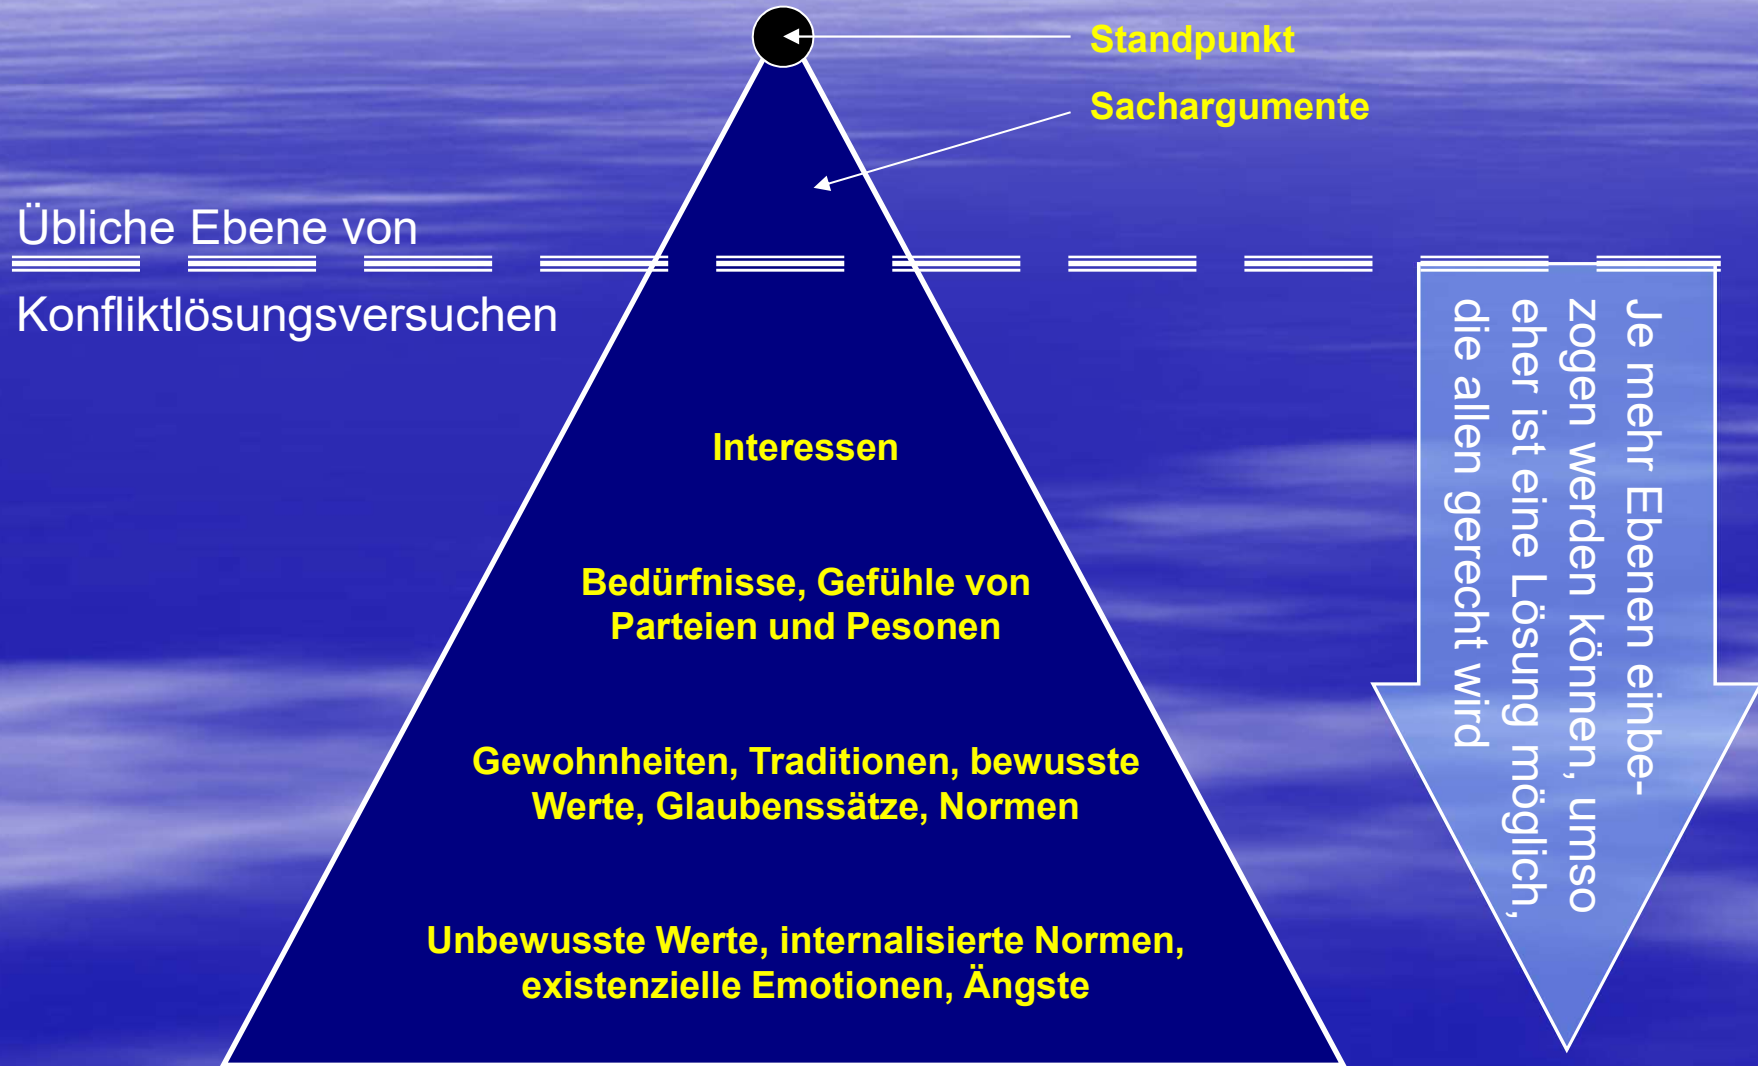 Standpunkt
Sachargumente
Übliche Ebene von
Konfliktlösungsversuchen
Interessen
Bedürfnisse, Gefühle von
Parteien und Pesonen
Gewohnheiten, Traditionen, bewusste
Werte, Glaubenssätze, Normen
Unbewusste Werte, internalisierte Normen,
existenzielle Emotionen, Ängste
Je mehr Ebenen einbe-
zogen werden können, umso
eher ist eine Lösung möglich,
die allen gerecht wird